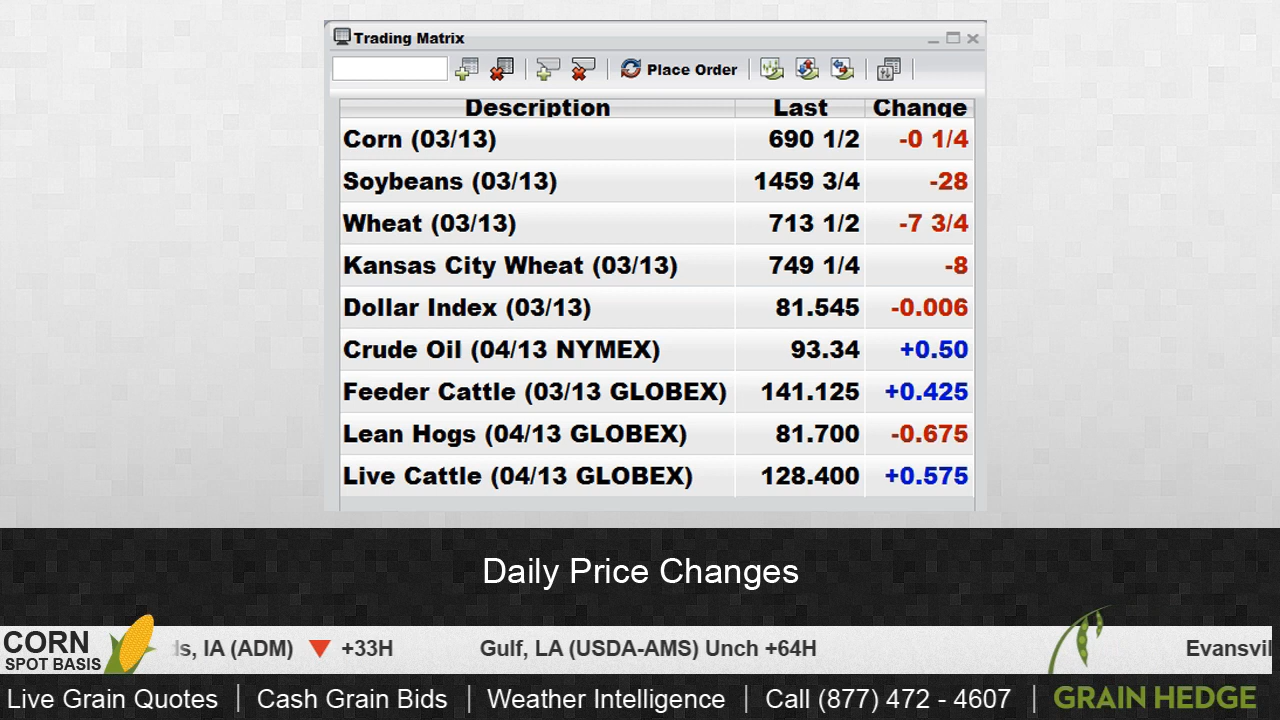 Trading Matrix
Place Order
Description Last Change
Corn (03/13) 690 1/2 -0 1/4
Soybeans (03/13) 1459 3/4 -28
Wheat (03/13) 713 1/2 -7 3/4
Kansas City Wheat (03/13) 749 1/4 -8
Dollar Index (03/13) 81.545 -0.006
Crude Oil (04/13 NYMEX) 93.34 +0.50
Feeder Cattle (03/13 GLOBEX) 141.125 +0.425
Lean Hogs (04/13 GLOBEX) 81.700 -0.675
Live Cattle (04/13 GLOBEX) 128.400 +0.575
Daily Price Changes
CORN
SPOT BASIS
, IA (ADM) ▼ +33H Gulf, LA (USDA-AMS) Unch +64H Evansvil
Live Grain Quotes | Cash Grain Bids | Weather Intelligence | Call (877) 472 - 4607 | GRAIN HEDGE